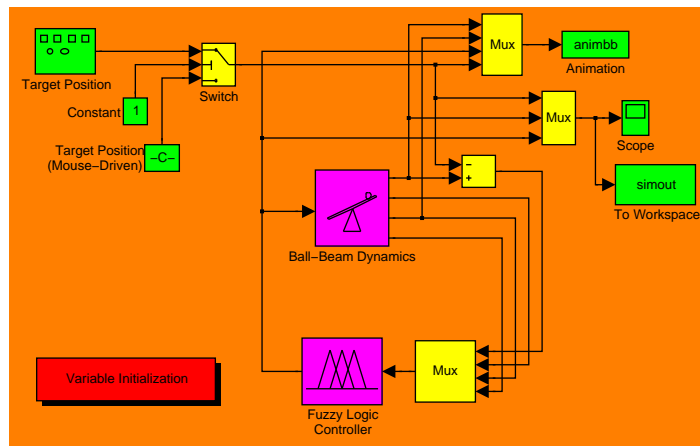 Target Position
Constant
1
Target Position
(Mouse−Driven)
−C−
Switch
Mux
animbb
Animation
Mux
Scope
simout
To Workspace
−
+
Ball−Beam Dynamics
Variable Initialization
Fuzzy Logic
Controller
Mux